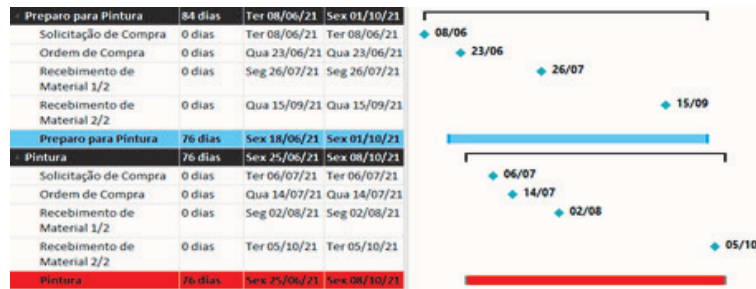 Preparo para Pintura 84 dias Ter 08/06/21 Sex 01/10/21
Solicitação de Compra 0 dias Ter 08/06/21 Ter 08/06/21 08/06
Ordem de Compra 0 dias Qua 23/06/21 Qua 23/06/21 23/06
Recebimento de 0 dias Seg 26/07/21 Seg 26/07/21 26/07
Material 1/2
Recebimento de 0 dias Qua 15/09/21 Qua 15/09/21 15/09
Material 2/2
Preparo para Pintura 76 dias Sex 18/06/21 Sex 01/10/21
Pintura 76 dias Sex 25/06/21 Sex 08/10/21
Solicitação de Compra 0 dias Ter 06/07/21 Ter 06/07/21 06/07
Ordem de Compra 0 dias Qua 14/07/21 Qua 14/07/21 14/07
Recebimento de 0 dias Seg 02/08/21 Seg 02/08/21 02/08
Material 1/2
Recebimento de 0 dias Ter 05/10/21 Ter 05/10/21 05/10
Material 2/2
Pintura 76 dias Sex 25/06/21 Sex 08/10/21